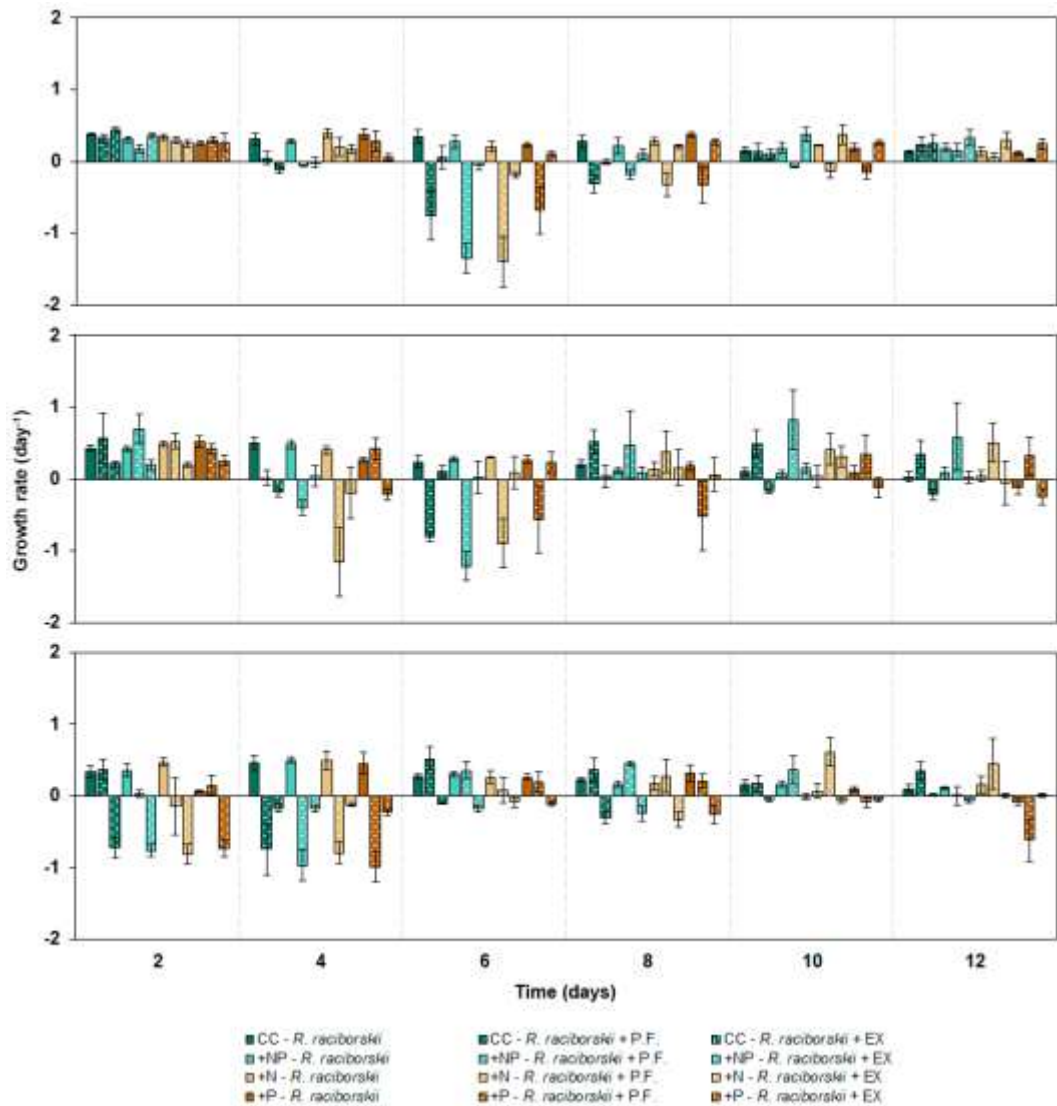 2
1
0
-1
-2
2
1
0
-1
-2
Growth rate (day⁻¹)
2
1
0
-1
-2
2 4 6 8 10 12
Time (days)
CC - R. raciborskii CC - R. raciborskii + P.F. CC - R. raciborskii + EX
+NP - R. raciborskii +NP - R. raciborskii + P.F. +NP - R. raciborskii + EX
+N - R. raciborskii +N - R. raciborskii + P.F. +N - R. raciborskii + EX
+P - R. raciborskii +P - R. raciborskii + P.F. +P - R. raciborskii + EX